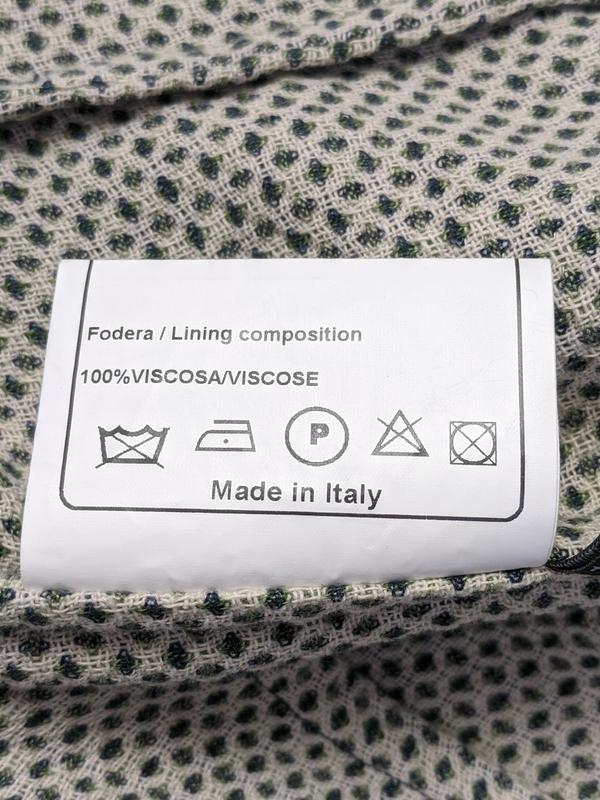 Fodera / Lining composition
100%VISCOSA/VISCOSE
P
Made in Italy